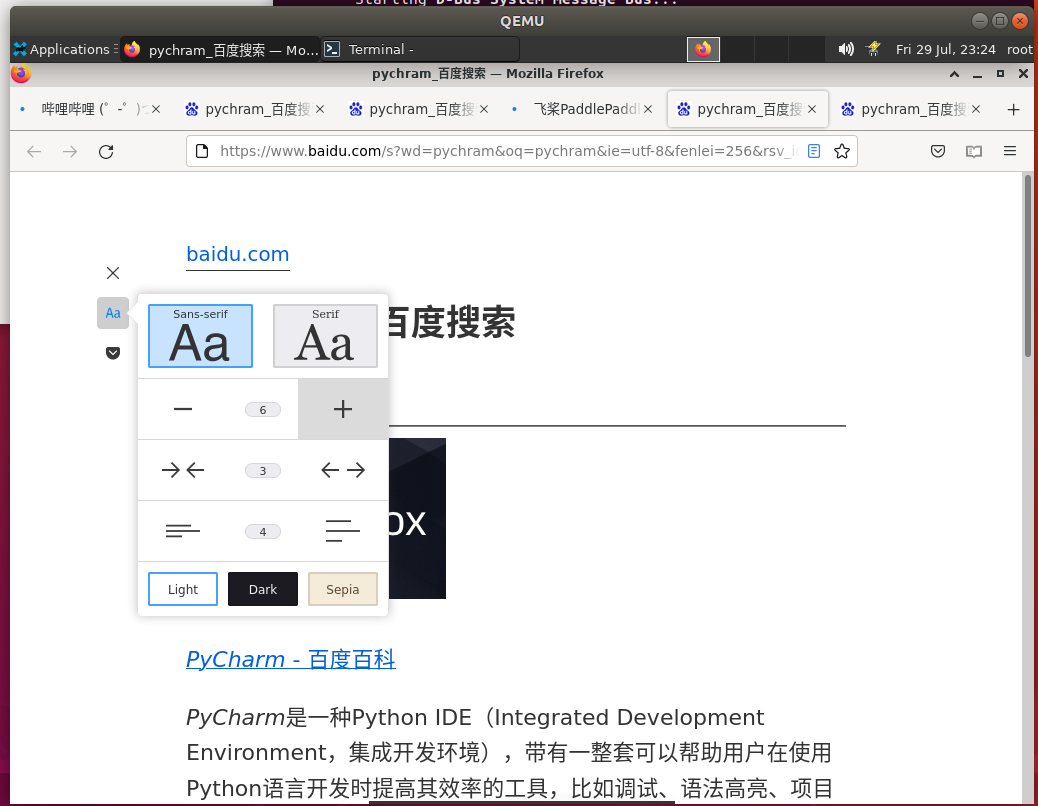 Starting D-Bus System Message Bus...
QEMU
Applications
pychram_百度搜索 — Mo...
Terminal -
Fri 29 Jul, 23:24
root
pychram_百度搜索 — Mozilla Firefox
哔哩哔哩 (゜-゜)つ
pychram_百度搜
pychram_百度搜
飞桨PaddlePadd
pychram_百度搜
pychram_百度搜
https://www.baidu.com/s?wd=pychram&oq=pychram&ie=utf-8&fenlei=256&rsv_i
baidu.com
百度搜索
Aa
Sans-serif
Aa
Serif
Aa
6
3
4
Light
Dark
Sepia
ox
PyCharm - 百度百科
PyCharm是一种Python IDE（Integrated Development
Environment，集成开发环境），带有一整套可以帮助用户在使用
Python语言开发时提高其效率的工具，比如调试、语法高亮、项目